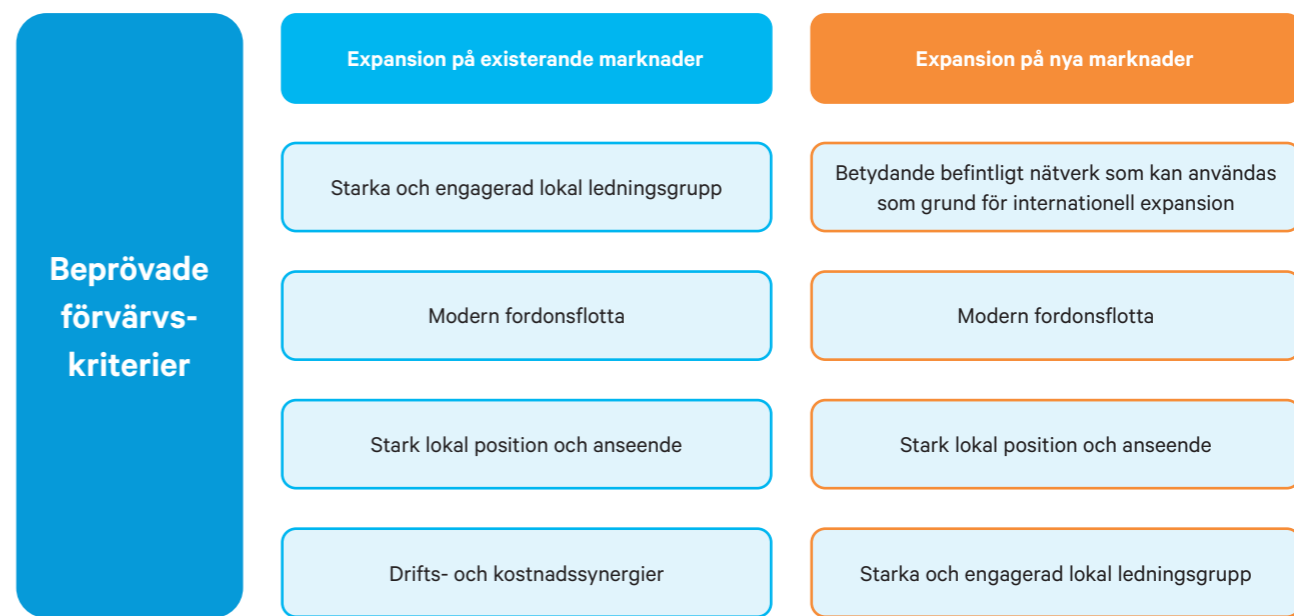 Beprövade
förvärvs-
kriterier
Expansion på existerande marknader
Starka och engagerad lokal ledningsgrupp
Modern fordonsflotta
Stark lokal position och anseende
Drifts- och kostnadssynergier
Expansion på nya marknader
Betydande befintligt nätverk som kan användas
som grund för internationell expansion
Modern fordonsflotta
Stark lokal position och anseende
Starka och engagerad lokal ledningsgrupp